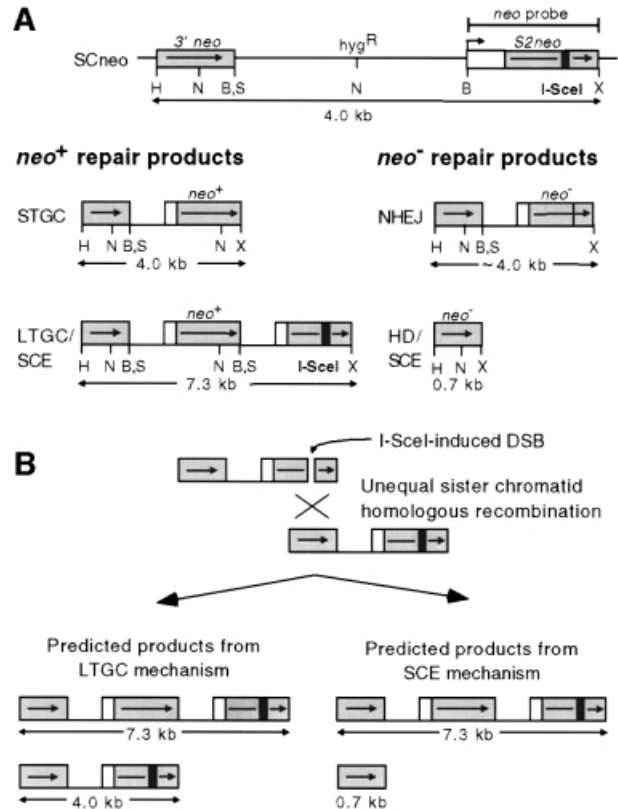 A
neo probe
SCneo
3' neo
hygR
S2neo
H N B,S N B I-SceI X
4.0 kb
neo+ repair products
neo- repair products
STGC
neo+
H N B,S N X
4.0 kb
NHEJ
neo-
H N B,S X
~4.0 kb
LTGC/
SCE
neo+
H N B,S N B,S I-SceI X
7.3 kb
HD/
SCE
neo-
H N X
0.7 kb
B
I-SceI-induced DSB
Unequal sister chromatid
homologous recombination
Predicted products from
LTGC mechanism
Predicted products from
SCE mechanism
7.3 kb
7.3 kb
4.0 kb
0.7 kb